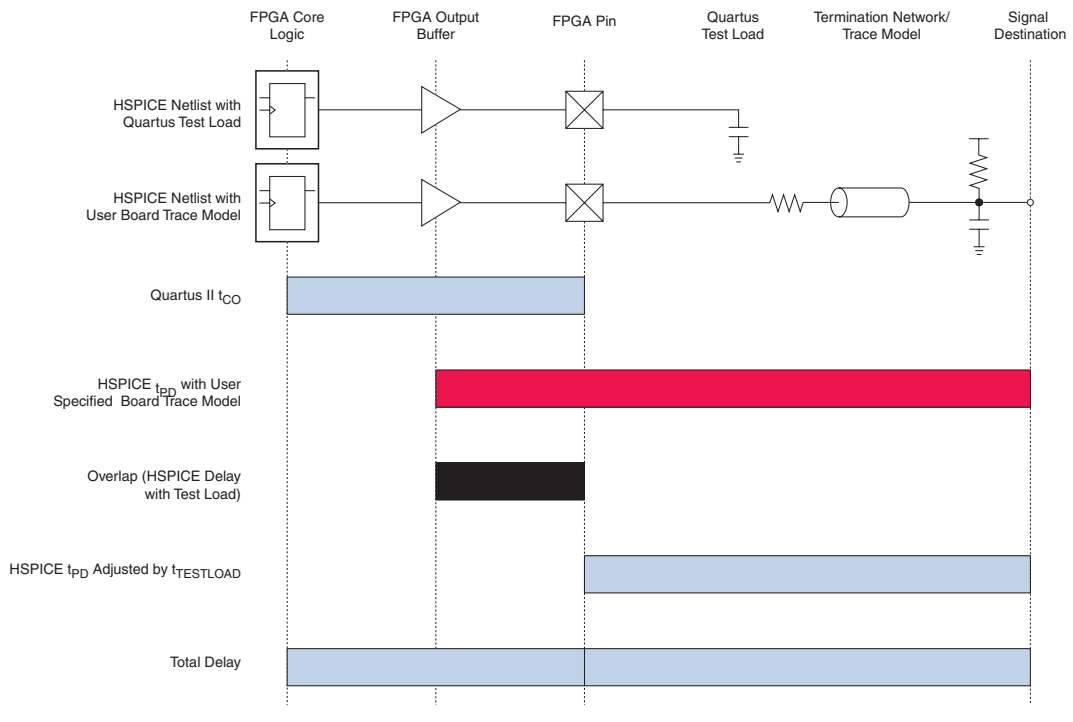 FPGA Core
Logic
FPGA Output
Buffer
FPGA Pin
Quartus
Test Load
Termination Network/
Trace Model
Signal
Destination
HSPICE Netlist with
Quartus Test Load
HSPICE Netlist with
User Board Trace Model
Quartus II tCO
HSPICE tPD with User
Specified Board Trace Model
Overlap (HSPICE Delay
with Test Load)
HSPICE tPD Adjusted by tTESTLOAD
Total Delay